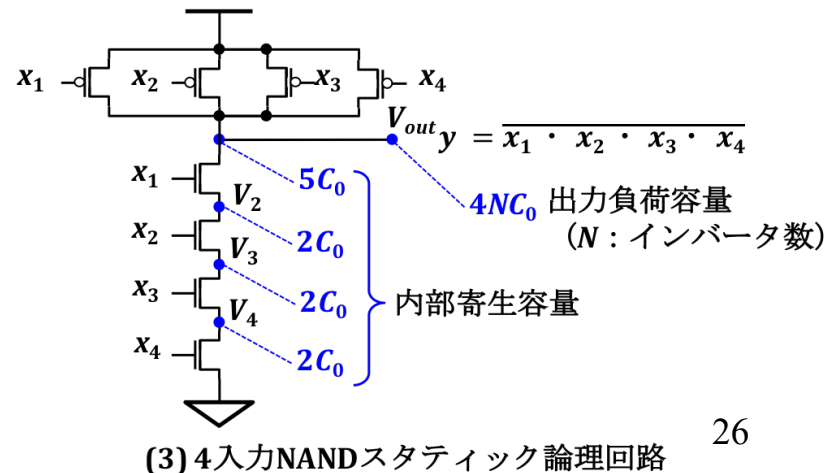 x₁ x₂ x₃ x₄
V_out y = \overline{x₁ · x₂ · x₃ · x₄}
x₁ 5C₀
V₂ 4NC₀ 出力負荷容量
x₂ 2C₀ (N : インバータ数)
V₃
x₃ 2C₀ 内部寄生容量
V₄
x₄ 2C₀
26
(3) 4入力NANDスタティック論理回路